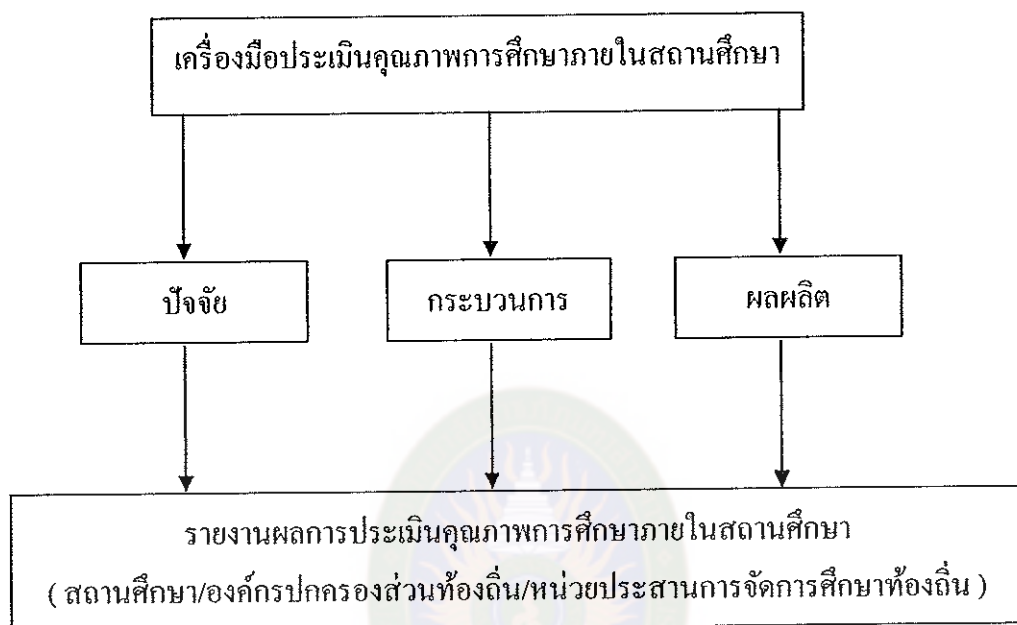 เครื่องมือประเมินคุณภาพการศึกษาภายในสถานศึกษา
ปัจจัย
กระบวนการ
ผลผลิต
รายงานผลการประเมินคุณภาพการศึกษาภายในสถานศึกษา
( สถานศึกษา/องค์กรปกครองส่วนท้องถิ่น/หน่วยประสานการจัดการศึกษาท้องถิ่น )